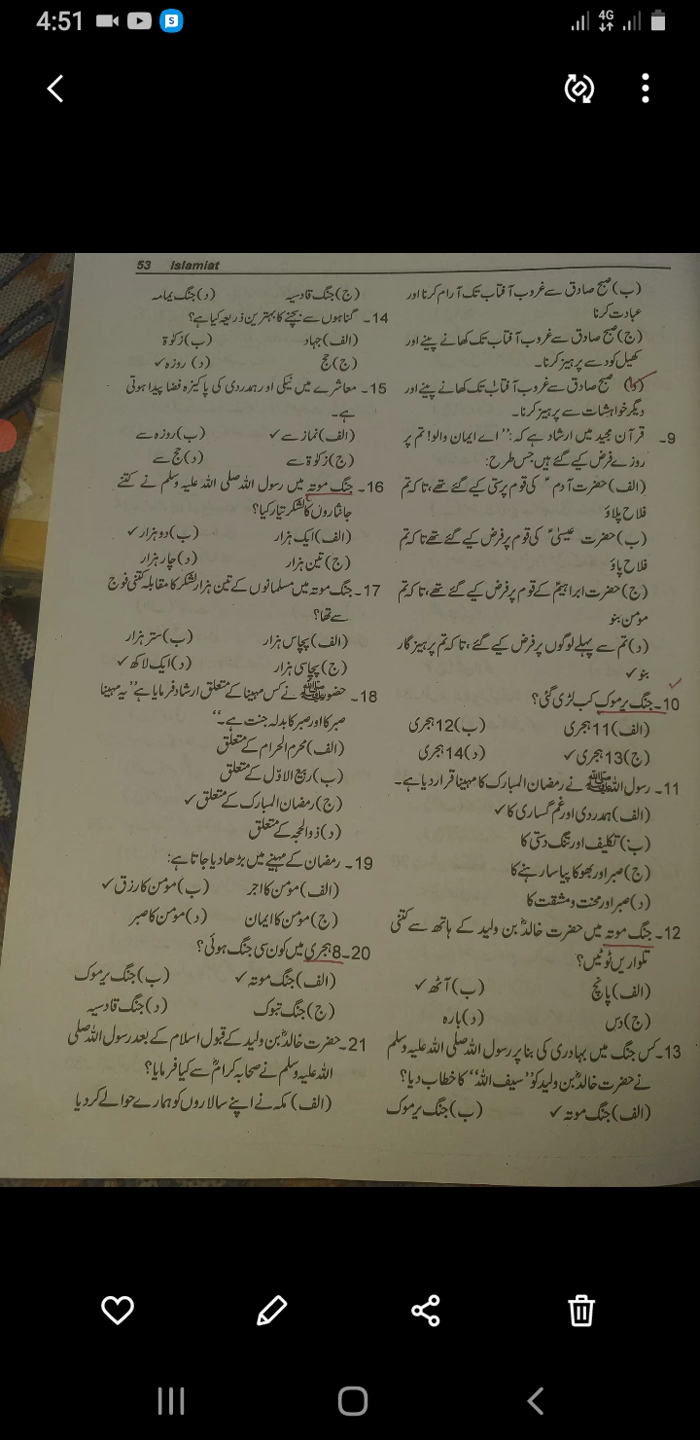 4:51
4G
53 Islamiat
(ب) صبح صادق سے غروب آفتاب تک آرام کرنا اور
عبادت کرنا
(ج) صبح صادق سے غروب آفتاب تک کھانے پینے اور
کھیل کود سے پرہیز کرنا۔
صبح صادق سے غروب آفتاب تک کھانے پینے اور
دیگر خواہشات سے پرہیز کرنا۔
9۔ قرآن مجید میں ارشاد ہے کہ: ’’اے ایمان والو! تم پر
روزے فرض کیے گئے ہیں جس طرح:
(الف) حضرت آدمؑ کی قوم پر ستی کیے گئے تھے، تاکہ تم
فلاح پلاؤ
(ب) حضرت عیسیٰؑ کی قوم پر فرض کیے گئے تھے تاکہ تم
فلاح پاؤ
(ج) حضرت ابراہیمؑ کے قوم پر فرض کیے گئے تھے، تاکہ تم
مومن بنو
(د) تم سے پہلے لوگوں پر فرض کیے گئے، تاکہ تم پرہیز گار
بنو ✓
10۔ جنگ یرموک کب لڑی گئی؟
(الف) 11 ہجری (ب) 12 ہجری
(ج) 13 ہجری ✓ (د) 14 ہجری
11۔ رسول اللہ ﷺ نے رمضان المبارک کا مہینا قرار دیا ہے۔
(الف) ہمدردی اور غم گساری کا ✓
(ب) تکلیف اور تنگ دستی کا
(ج) صبر اور بھوکا پیاسا رہنے کا
(د) صبر اور محنت و مشقت کا
12۔ جنگ موتہ میں حضرت خالدؓ بن ولید کے ہاتھ سے کتنی
تلواریں ٹوٹیں؟
(الف) پانچ (ب) آٹھ ✓
(ج) دس (د) بارہ
13۔ کس جنگ میں بہادری کی بنا پر رسول اللہ صلی اللہ علیہ وسلم
نے حضرت خالدؓ بن ولید کو ’’سیف اللہ‘‘ کا خطاب دیا؟
(الف) جنگ موتہ ✓ (ب) جنگ یرموک
(ج) جنگ قادسیہ (د) جنگ یمامہ
14۔ گناہوں سے بچنے کا بہترین ذریعہ کیا ہے؟
(الف) جہاد (ب) زکوٰۃ
(ج) حج (د) روزہ ✓
15۔ معاشرے میں نیکی اور ہمدردی کی پاکیزہ فضا پیدا ہوتی
ہے۔
(الف) نماز سے ✓ (ب) روزہ سے
(ج) زکوٰۃ سے (د) حج سے
16۔ جنگ موتہ میں رسول اللہ صلی اللہ علیہ وسلم نے کتنے
جانثاروں کا لشکر تیار کیا؟
(الف) ایک ہزار (ب) دو ہزار ✓
(ج) تین ہزار (د) چار ہزار
17۔ جنگ موتہ میں مسلمانوں کے تین ہزار لشکر کا مقابلہ کتنی فوج
سے تھا؟
(الف) پچاس ہزار (ب) ستر ہزار
(ج) پچاسی ہزار (د) ایک لاکھ ✓
18۔ حضور ﷺ نے کس مہینا کے متعلق ارشاد فرمایا ہے ’’یہ مہینا
صبر کا اور صبر کا بدلہ جنت ہے۔‘‘
(الف) محرم الحرام کے متعلق
(ب) ربیع الاوّل کے متعلق
(ج) رمضان المبارک کے متعلق ✓
(د) ذوالحجہ کے متعلق
19۔ رمضان کے مہینے میں بڑھا دیا جاتا ہے:
(الف) مومن کا اجر (ب) مومن کا رزق ✓
(ج) مومن کا ایمان (د) مومن کا صبر
20۔ 8 ہجری میں کون سی جنگ ہوئی؟
(الف) جنگ موتہ ✓ (ب) جنگ یرموک
(ج) جنگ تبوک (د) جنگ قادسیہ
21۔ حضرت خالدؓ بن ولید کے قبول اسلام کے بعد رسول اللہ صلی
اللہ علیہ وسلم نے صحابہ کرامؓ سے کیا فرمایا؟
(الف) مکہ نے اپنے سالاروں کو ہمارے حوالے کر دیا